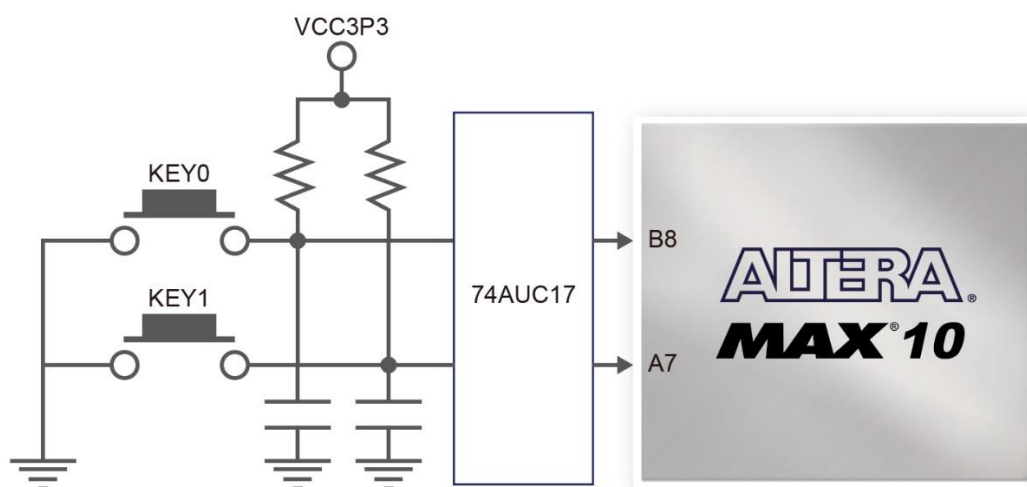 VCC3P3
KEY0
B8
74AUC17
KEY1
A7
ALTERA®
MAX® 10